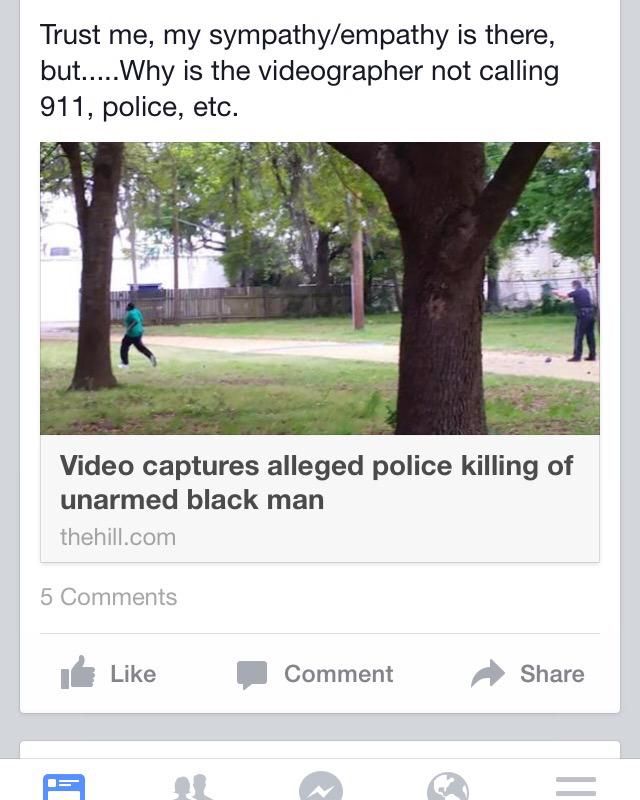 Trust me, my sympathy/empathy is there,
but.....Why is the videographer not calling
911, police, etc.
Video captures alleged police killing of
unarmed black man
thehill.com
5 Comments
Like
Comment
Share